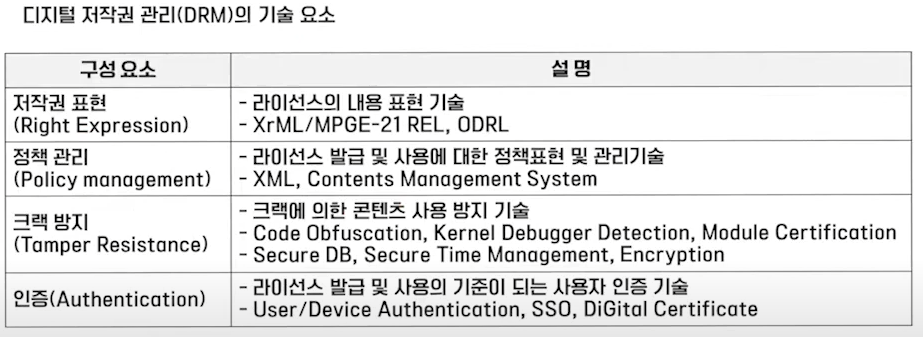 디지털 저작권 관리(DRM)의 기술 요소
구성 요소
설 명
저작권 표현
(Right Expression)
- 라이선스의 내용 표현 기술
- XrML/MPGE-21 REL, ODRL
정책 관리
(Policy management)
- 라이선스 발급 및 사용에 대한 정책표현 및 관리기술
- XML, Contents Management System
크랙 방지
(Tamper Resistance)
- 크랙에 의한 콘텐츠 사용 방지 기술
- Code Obfuscation, Kernel Debugger Detection, Module Certification
- Secure DB, Secure Time Management, Encryption
인증(Authentication)
- 라이선스 발급 및 사용의 기준이 되는 사용자 인증 기술
- User/Device Authentication, SSO, DiGital Certificate